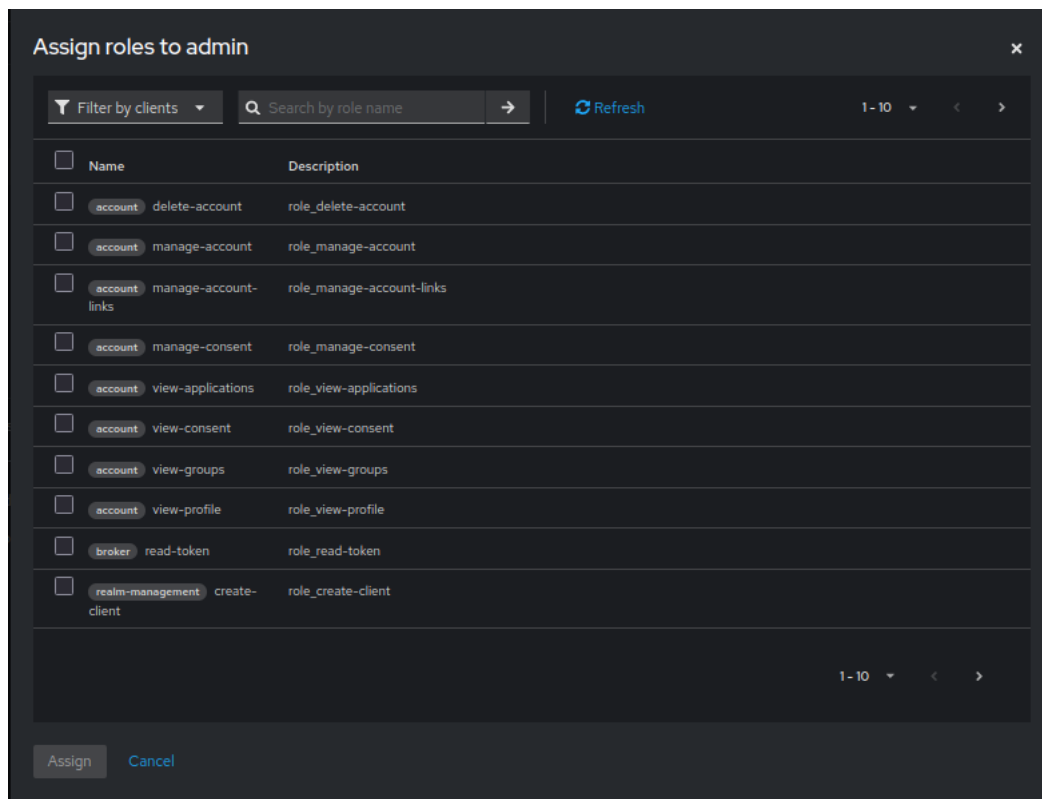 Assign roles to admin
Filter by clients Search by role name Refresh 1 - 10
Name Description
account delete-account role_delete-account
account manage-account role_manage-account
account manage-account- role_manage-account-links
links
account manage-consent role_manage-consent
account view-applications role_view-applications
account view-consent role_view-consent
account view-groups role_view-groups
account view-profile role_view-profile
broker read-token role_read-token
realm-management create- role_create-client
client
1 - 10
Assign Cancel